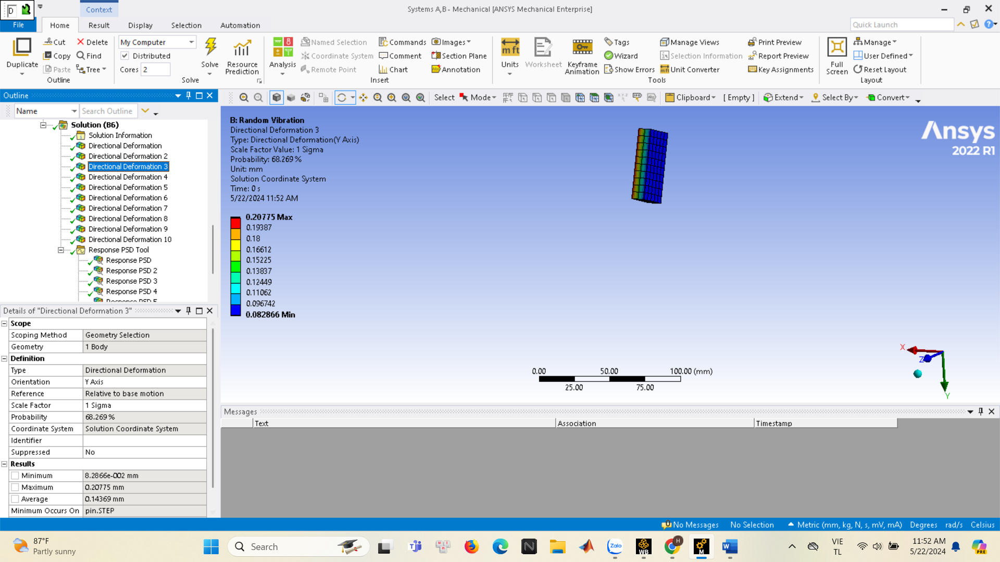 D
Context
Systems A,B - Mechanical [ANSYS Mechanical Enterprise]
File Home Result Display Selection Automation
Quick Launch
Duplicate
Cut
Copy
Paste
Delete
Find
Tree
Outline
My Computer
Distributed
Cores 2
Solve
Resource
Prediction
Solve
Analysis
Named Selection
Coordinate System
Remote Point
Commands
Comment
Chart
Images
Section Plane
Annotation
Insert
Units
Worksheet
Keyframe
Animation
Tags
Wizard
Show Errors
Manage Views
Selection Information
Unit Converter
Print Preview
Report Preview
Key Assignments
Tools
Full
Screen
Manage
User Defined
Reset Layout
Layout
Outline
Name
Search Outline
Select Mode Clipboard [ Empty ] Extend Select By Convert
Solution (B6)
Solution Information
Directional Deformation
Directional Deformation 2
Directional Deformation 3
Directional Deformation 4
Directional Deformation 5
Directional Deformation 6
Directional Deformation 7
Directional Deformation 8
Directional Deformation 9
Directional Deformation 10
Response PSD Tool
Response PSD
Response PSD 2
Response PSD 3
Response PSD 4
Response PSD 5
Details of "Directional Deformation 3"
Scope
Scoping Method Geometry Selection
Geometry 1 Body
Definition
Type Directional Deformation
Orientation Y Axis
Reference Relative to base motion
Scale Factor 1 Sigma
Probability 68.269 %
Coordinate System Solution Coordinate System
Identifier
Suppressed No
Results
Minimum 8.2866e-002 mm
Maximum 0.20775 mm
Average 0.14369 mm
Minimum Occurs On pin.STEP
B: Random Vibration
Directional Deformation 3
Type: Directional Deformation(Y Axis)
Scale Factor Value: 1 Sigma
Probability: 68.269 %
Unit: mm
Solution Coordinate System
Time: 0 s
5/22/2024 11:52 AM
0.20775 Max
0.19387
0.18
0.16612
0.15225
0.13837
0.12449
0.11062
0.096742
0.082866 Min
Ansys
2022 R1
X
Z
Y
0.00 50.00 100.00 (mm)
25.00 75.00
Messages
Text Association Timestamp
No Messages No Selection Metric (mm, kg, N, s, mV, mA) Degrees rad/s Celsius
87°F
Partly sunny
Search
Zalo
WB
H
M
W
VIE
TL
11:52 AM
5/22/2024
PRE